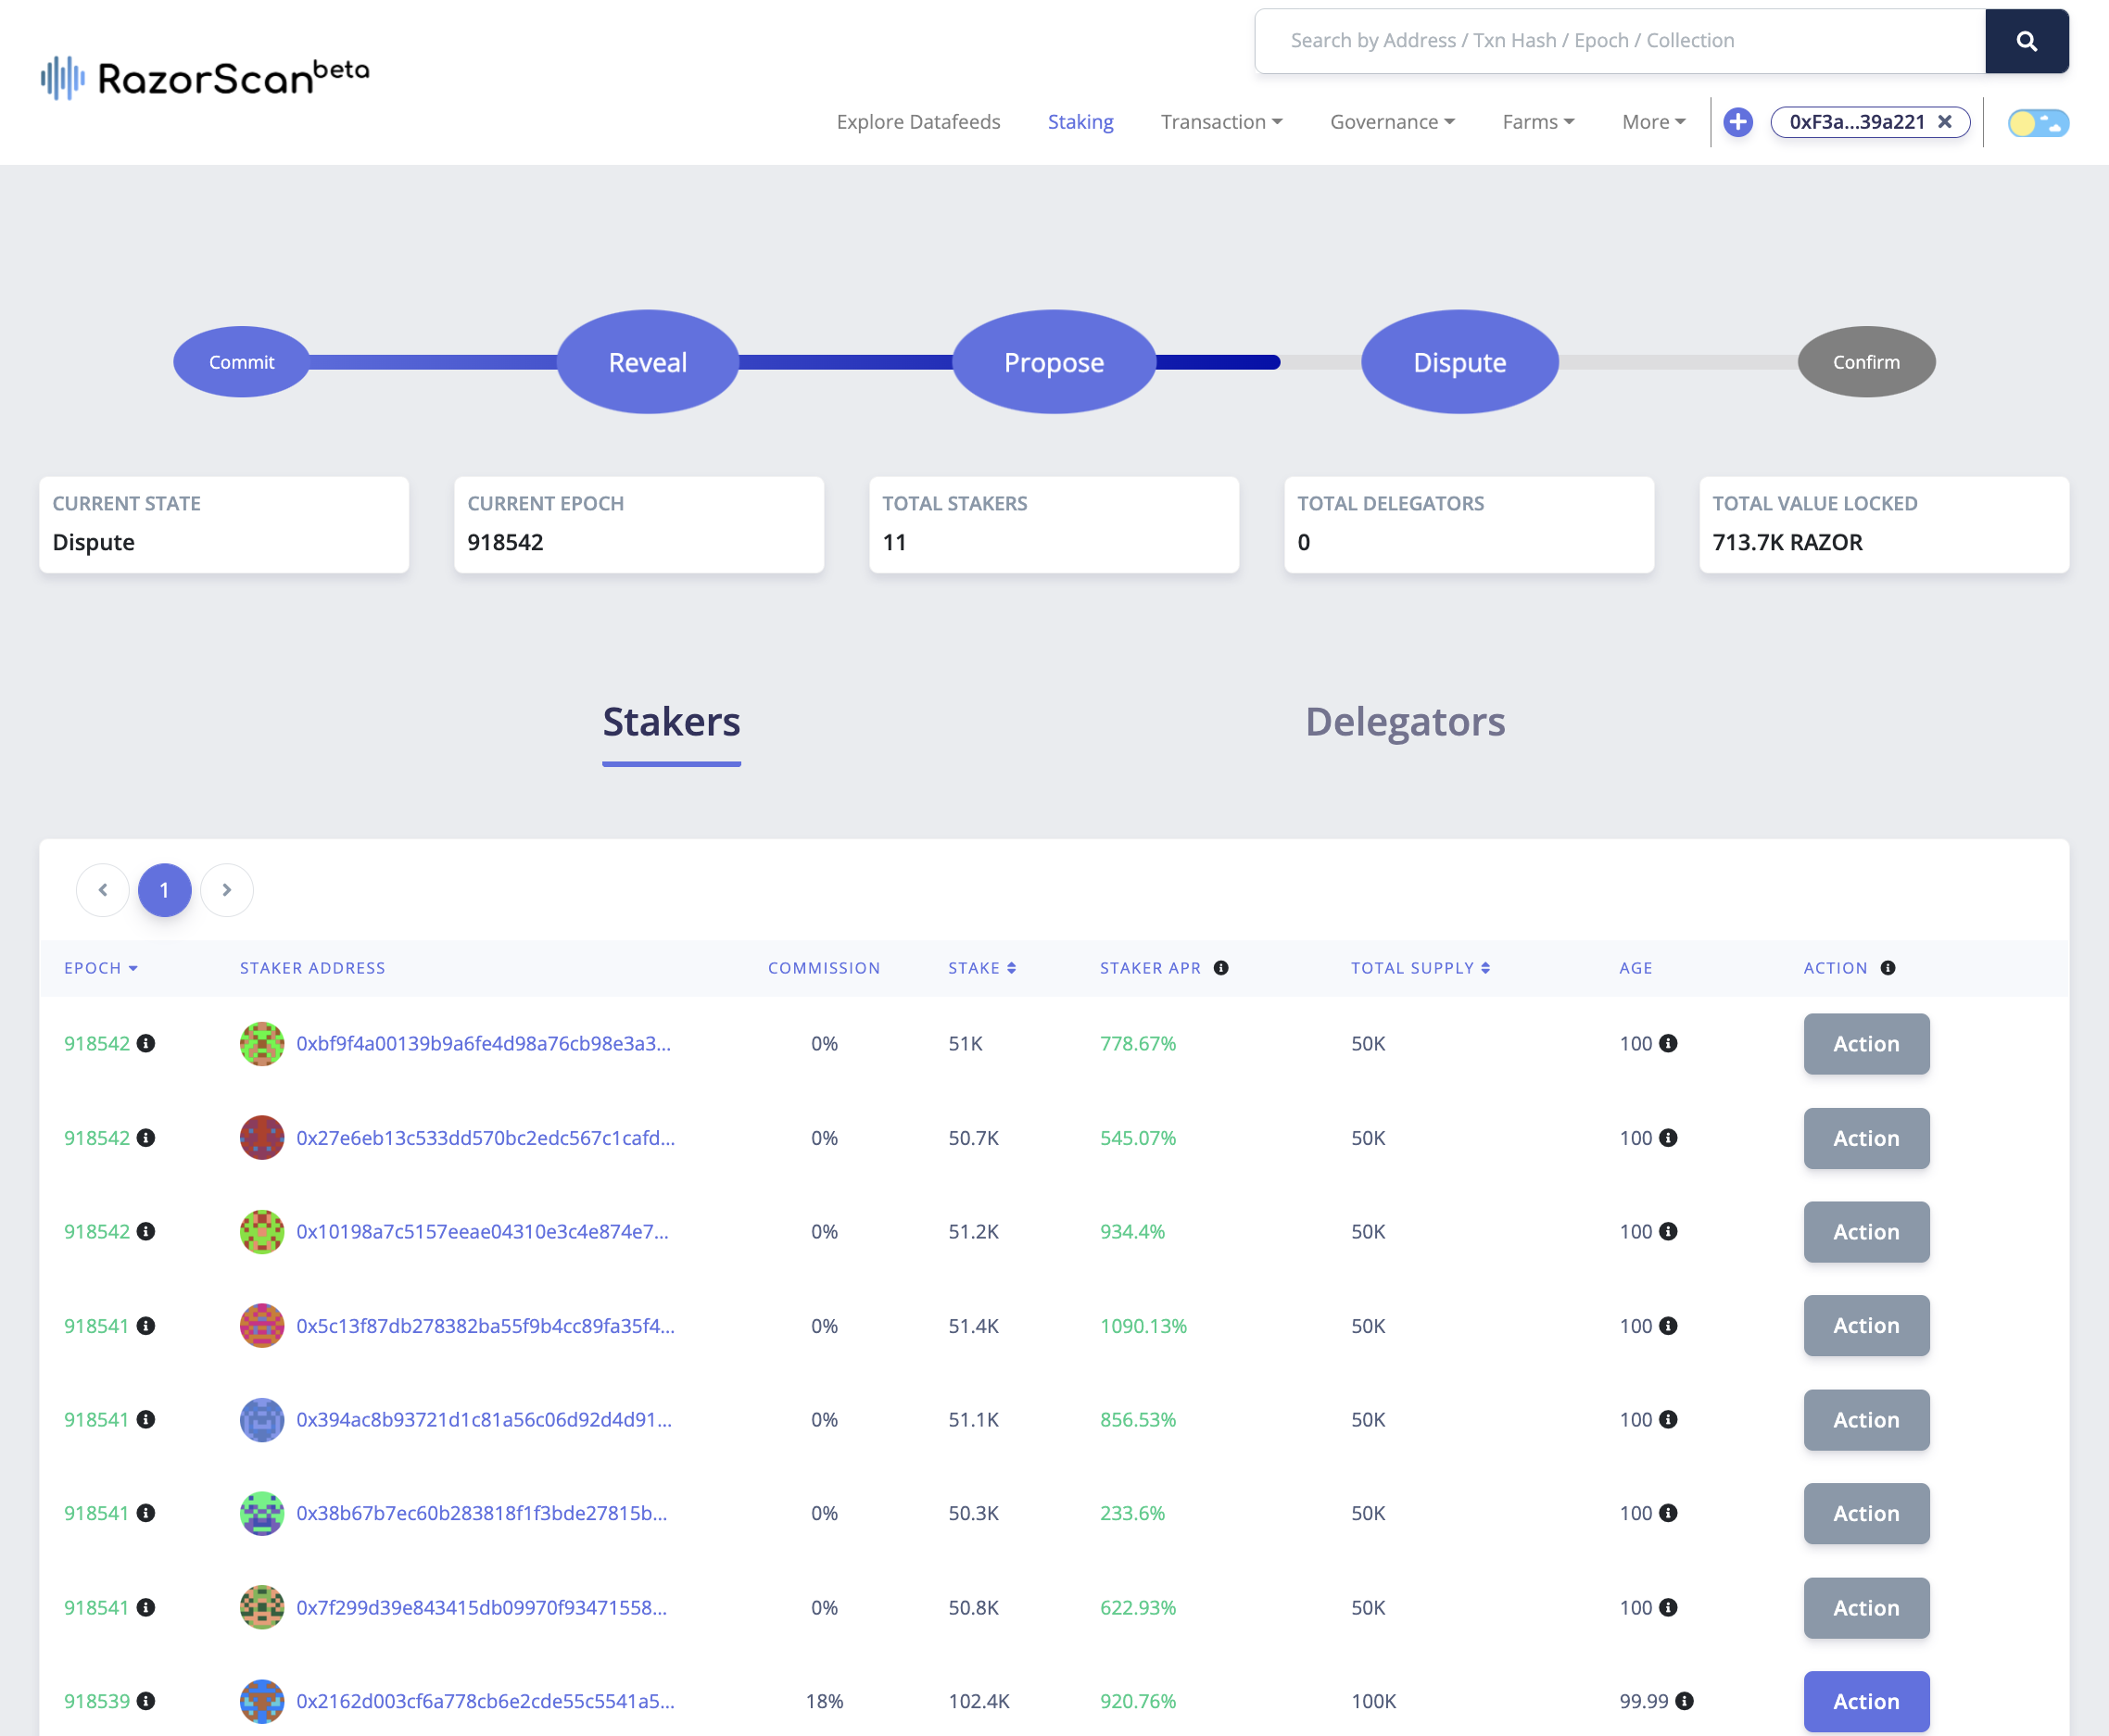 Search by Address / Txn Hash / Epoch / Collection
RazorScan beta
Explore Datafeeds Staking Transaction Governance Farms More 0xF3a...39a221
Commit Reveal Propose Dispute Confirm
CURRENT STATE CURRENT EPOCH TOTAL STAKERS TOTAL DELEGATORS TOTAL VALUE LOCKED
Dispute 918542 11 0 713.7K RAZOR
Stakers Delegators
1
EPOCH STAKER ADDRESS COMMISSION STAKE STAKER APR TOTAL SUPPLY AGE ACTION
918542 0xbf9f4a00139b9a6fe4d98a76cb98e3a3... 0% 51K 778.67% 50K 100 Action
918542 0x27e6eb13c533dd570bc2edc567c1cafd... 0% 50.7K 545.07% 50K 100 Action
918542 0x10198a7c5157eeae04310e3c4e874e7... 0% 51.2K 934.4% 50K 100 Action
918541 0x5c13f87db278382ba55f9b4cc89fa35f4... 0% 51.4K 1090.13% 50K 100 Action
918541 0x394ac8b93721d1c81a56c06d92d4d91... 0% 51.1K 856.53% 50K 100 Action
918541 0x38b67b7ec60b283818f1f3bde27815b... 0% 50.3K 233.6% 50K 100 Action
918541 0x7f299d39e843415db09970f93471558... 0% 50.8K 622.93% 50K 100 Action
918539 0x2162d003cf6a778cb6e2cde55c5541a5... 18% 102.4K 920.76% 100K 99.99 Action